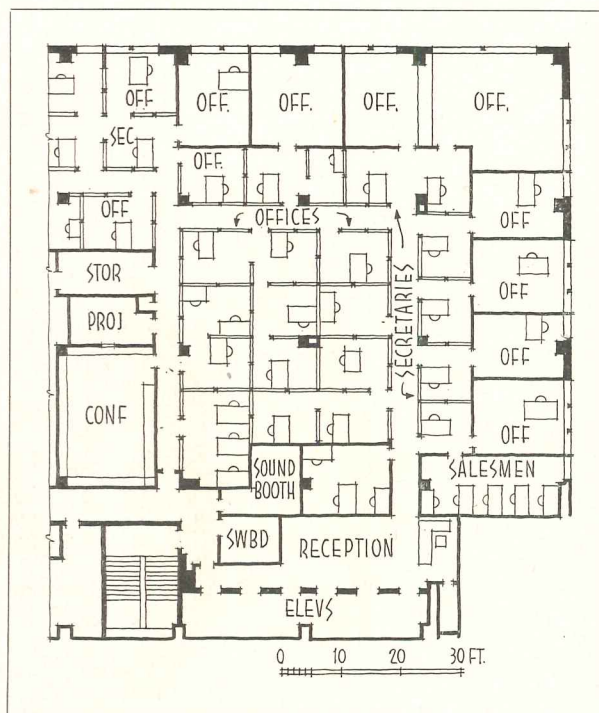 OFF
OFF.
OFF.
OFF.
OFF.
SEC
OFF.
OFF
OFFICES
OFF
STOR
SECRETARIES
OFF
PROJ
OFF
CONF
OFF
SALESMEN
SOUND
BOOTH
SWBD
RECEPTION
ELEVS
0 10 20 30 FT.